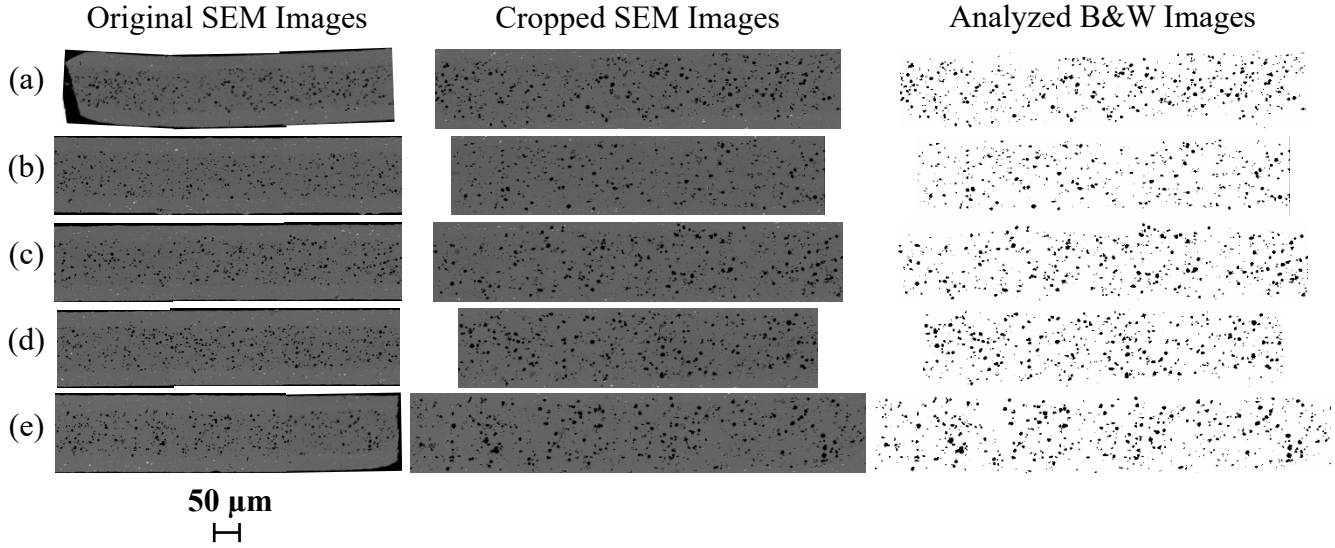 Original SEM Images
Cropped SEM Images
Analyzed B&W Images
(a)
(b)
(c)
(d)
(e)
50 μm